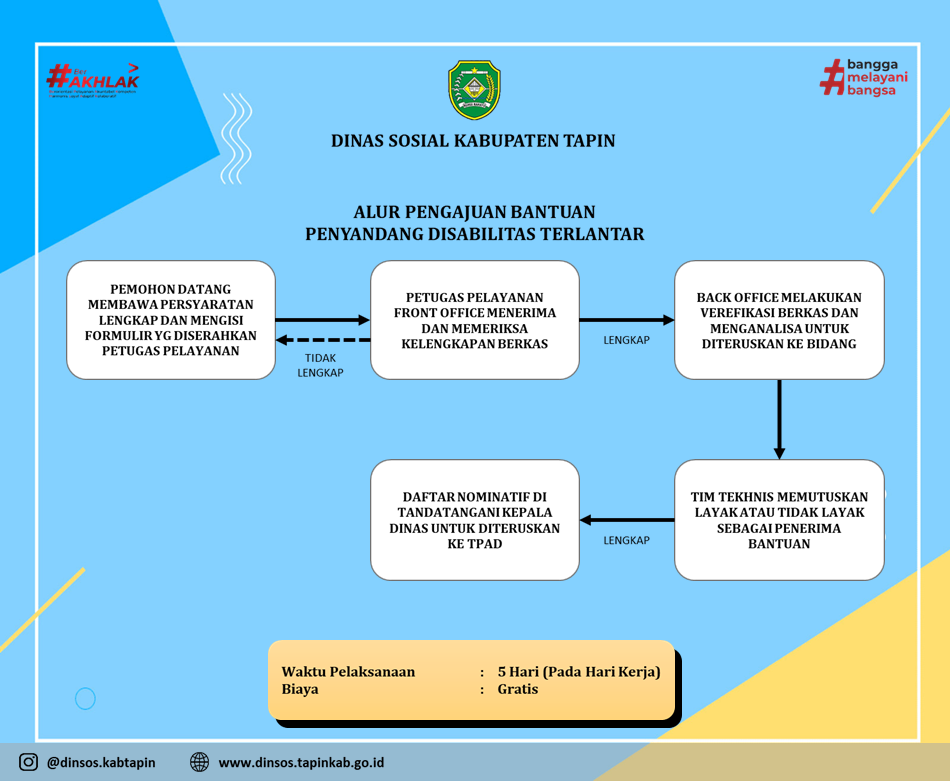 #
AKHLAK
bangga
melayani
bangsa
DINAS SOSIAL KABUPATEN TAPIN
ALUR PENGAJUAN BANTUAN
PENYANDANG DISABILITAS TERLANTAR
PEMOHON DATANG
MEMBAWA PERSYARATAN
LENGKAP DAN MENGISI
FORMULIR YG DISERAHKAN
PETUGAS PELAYANAN
TIDAK
LENGKAP
PETUGAS PELAYANAN
FRONT OFFICE MENERIMA
DAN MEMERIKSA
KELENGKAPAN BERKAS
LENGKAP
BACK OFFICE MELAKUKAN
VEREFIKASI BERKAS DAN
MENGANALISA UNTUK
DITERUSKAN KE BIDANG
TIM TEKHNIS MEMUTUSKAN
LAYAK ATAU TIDAK LAYAK
SEBAGAI PENERIMA
BANTUAN
LENGKAP
DAFTAR NOMINATIF DI
TANDATANGANI KEPALA
DINAS UNTUK DITERUSKAN
KE TPAD
Waktu Pelaksanaan : 5 Hari (Pada Hari Kerja)
Biaya : Gratis
@dinsos.kabtapin
www.dinsos.tapinkab.go.id